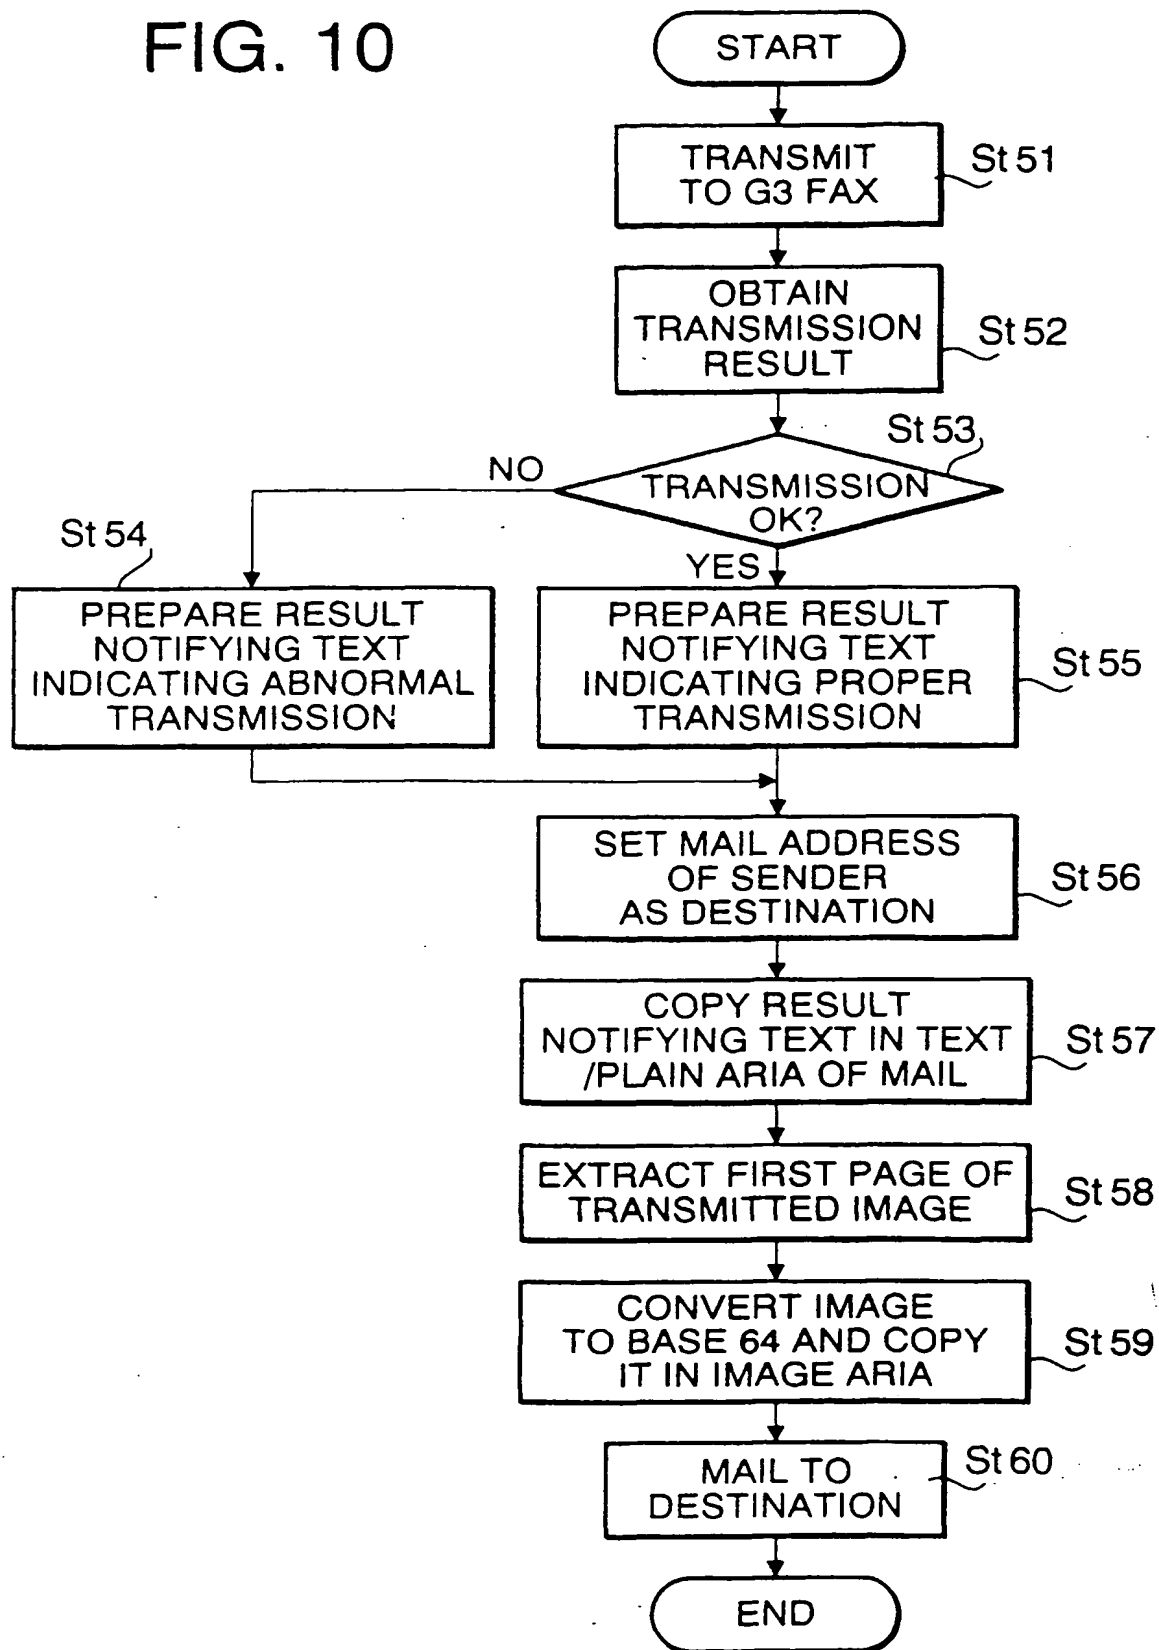 FIG. 10
START
TRANSMIT
TO G3 FAX
St 51
OBTAIN
TRANSMISSION
RESULT
St 52
St 53
TRANSMISSION
OK?
NO
YES
St 54
PREPARE RESULT
NOTIFYING TEXT
INDICATING ABNORMAL
TRANSMISSION
PREPARE RESULT
NOTIFYING TEXT
INDICATING PROPER
TRANSMISSION
St 55
SET MAIL ADDRESS
OF SENDER
AS DESTINATION
St 56
COPY RESULT
NOTIFYING TEXT IN TEXT
/PLAIN ARIA OF MAIL
St 57
EXTRACT FIRST PAGE OF
TRANSMITTED IMAGE
St 58
CONVERT IMAGE
TO BASE 64 AND COPY
IT IN IMAGE ARIA
St 59
MAIL TO
DESTINATION
St 60
END